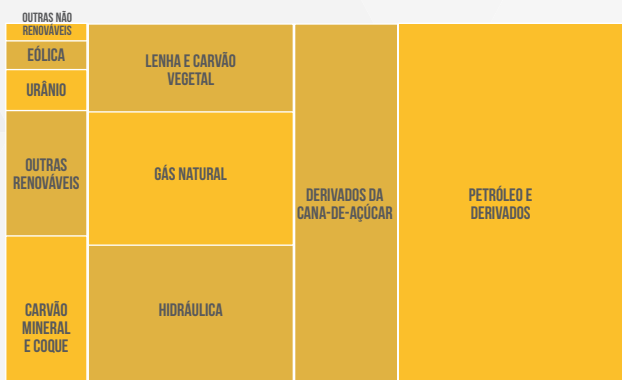 OUTRAS NÃO
RENOVÁVEIS
EÓLICA
URÂNIO
OUTRAS
RENOVÁVEIS
CARVÃO
MINERAL
E COQUE
LENHA E CARVÃO
VEGETAL
GÁS NATURAL
HIDRÁULICA
DERIVADOS DA
CANA-DE-AÇÚCAR
PETRÓLEO E
DERIVADOS